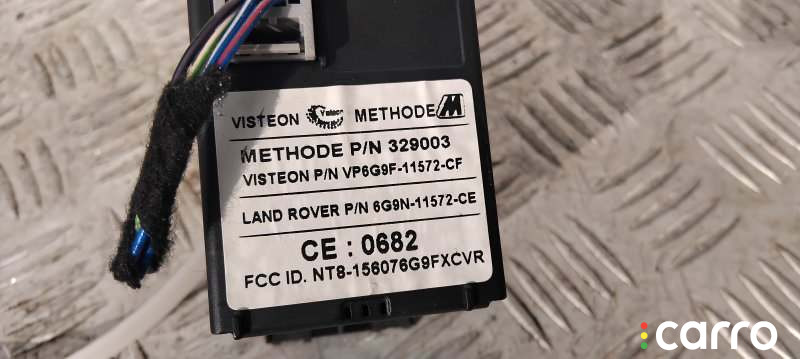 VISTEON Visteon METHODE M
METHODE P/N 329003
VISTEON P/N VP6G9F-11572-CF
LAND ROVER P/N 6G9N-11572-CE
CE : 0682
FCC ID. NT8-156076G9FXCVR
carro